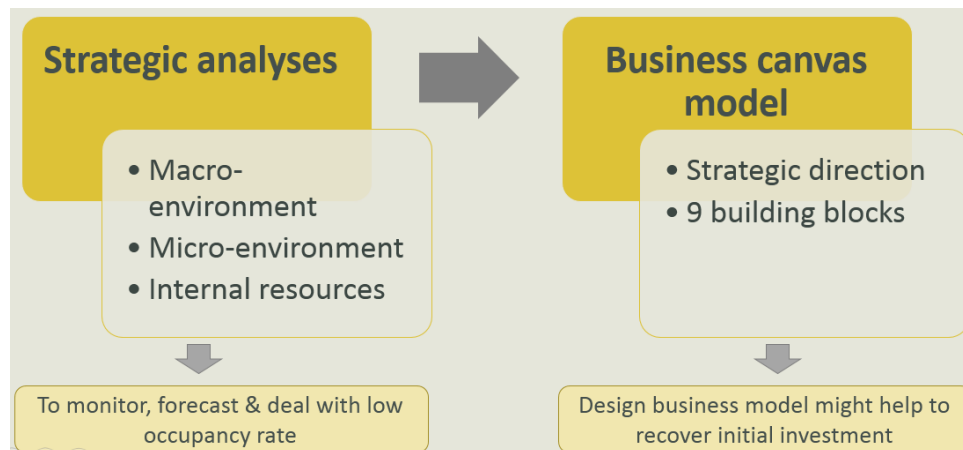 Strategic analyses
• Macro-
environment
• Micro-environment
• Internal resources
To monitor, forecast & deal with low
occupancy rate
Business canvas
model
• Strategic direction
• 9 building blocks
Design business model might help to
recover initial investment